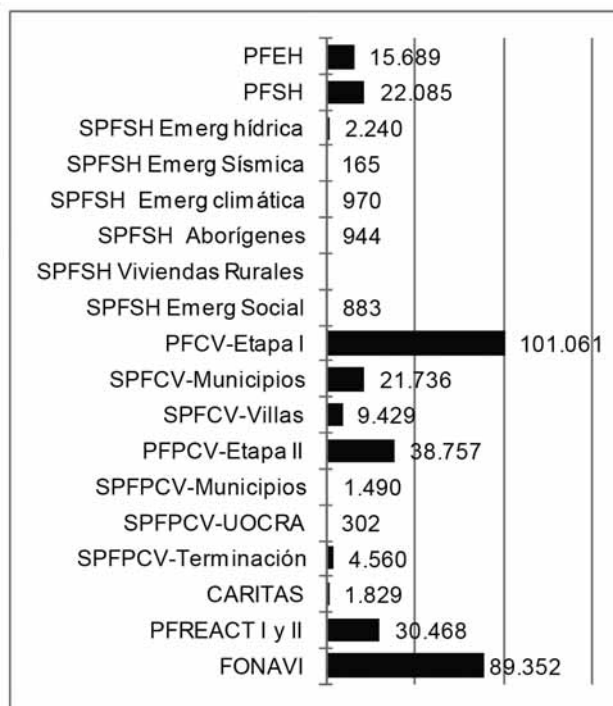 PFEH 15.689
PFSH 22.085
SPFSH Emerg hídrica 2.240
SPFSH Emerg Sísmica 165
SPFSH Emerg climática 970
SPFSH Aborígenes 944
SPFSH Viviendas Rurales
SPFSH Emerg Social 883
PFCV-Etapa I 101.061
SPFCV-Municipios 21.736
SPFCV-Villas 9.429
PFPCV-Etapa II 38.757
SPFPCV-Municipios 1.490
SPFPCV-UOCRA 302
SPFPCV-Terminación 4.560
CARITAS 1.829
PFREACT I y II 30.468
FONAVI 89.352